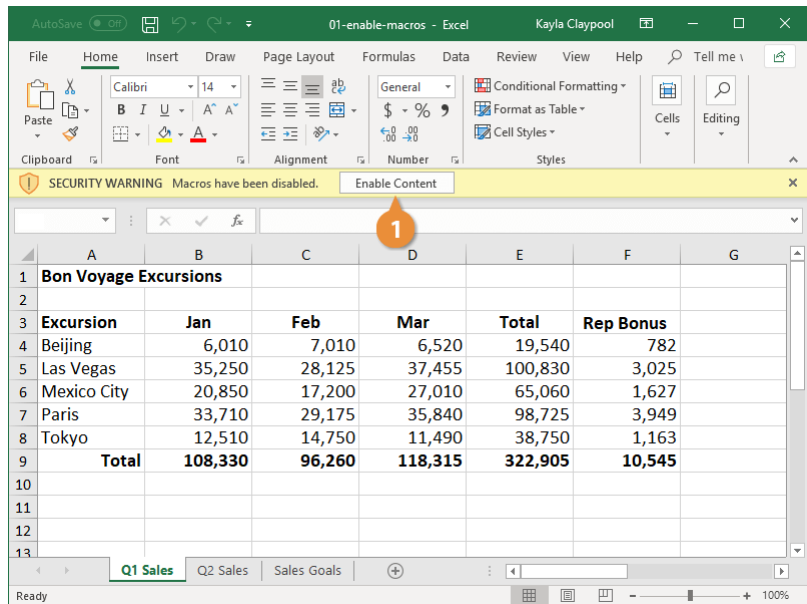 AutoSave Off 01-enable-macros - Excel Kayla Claypool
File Home Insert Draw Page Layout Formulas Data Review View Help Tell me
Calibri 14 ab General Conditional Formatting
Paste B I U A A $ % 9 Format as Table Cells Editing
A .00 .00 Cell Styles
Clipboard Font Alignment Number Styles
SECURITY WARNING Macros have been disabled. Enable Content
fx
1
A B C D E F G
1 Bon Voyage Excursions
2
3 Excursion Jan Feb Mar Total Rep Bonus
4 Beijing 6,010 7,010 6,520 19,540 782
5 Las Vegas 35,250 28,125 37,455 100,830 3,025
6 Mexico City 20,850 17,200 27,010 65,060 1,627
7 Paris 33,710 29,175 35,840 98,725 3,949
8 Tokyo 12,510 14,750 11,490 38,750 1,163
9 Total 108,330 96,260 118,315 322,905 10,545
10
11
12
13
Q1 Sales Q2 Sales Sales Goals
Ready 100%